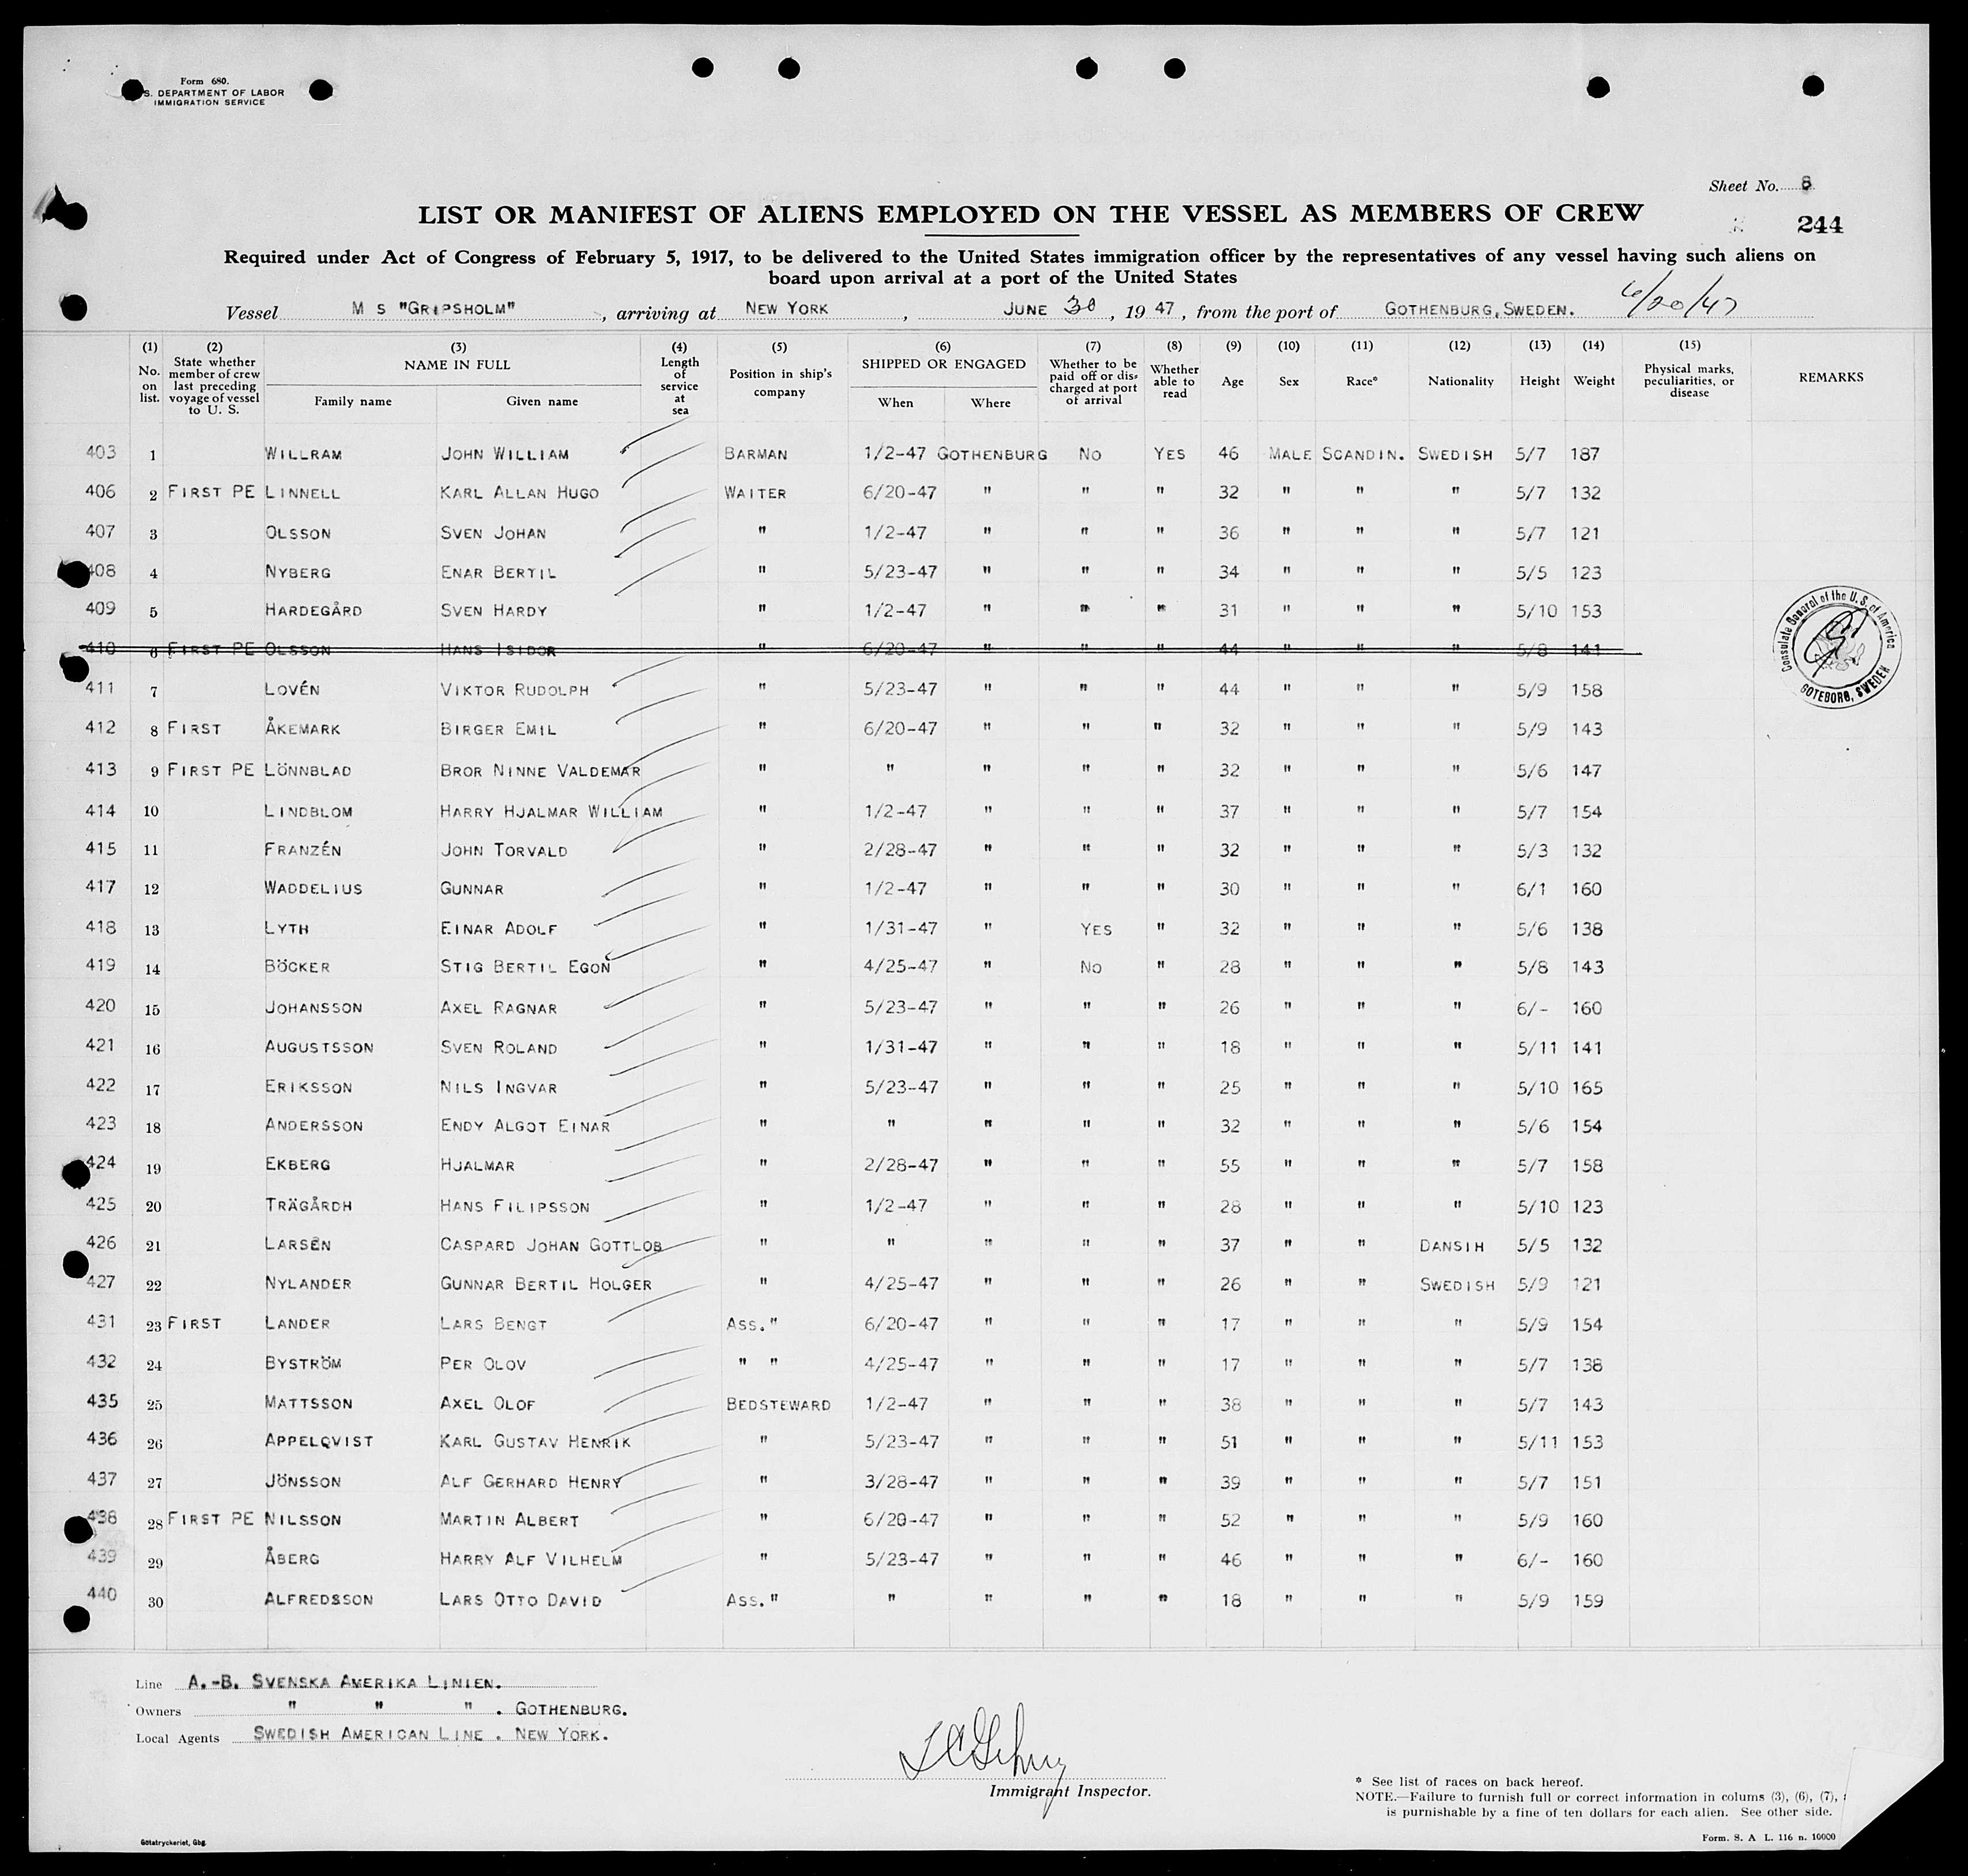 Form 680.
S. DEPARTMENT OF LABOR
IMMIGRATION SERVICE
Sheet No. 8
LIST OR MANIFEST OF ALIENS EMPLOYED ON THE VESSEL AS MEMBERS OF CREW
244
Required under Act of Congress of February 5, 1917, to be delivered to the United States immigration officer by the representatives of any vessel having such aliens on
board upon arrival at a port of the United States
Vessel M S "GRIPSHOLM", arriving at NEW YORK, JUNE 30, 1947, from the port of GOTHENBURG, SWEDEN. 6/20/47
(1) No. on list. (2) State whether member of crew last preceding voyage of vessel to U. S. (3) NAME IN FULL Family name Given name (4) Length of service at sea (5) Position in ship's company (6) SHIPPED OR ENGAGED When Where (7) Whether to be paid off or discharged at port of arrival (8) Whether able to read (9) Age (10) Sex (11) Race* (12) Nationality (13) Height (14) Weight (15) Physical marks, peculiarities, or disease REMARKS
403 1 WILLRAM JOHN WILLIAM BARMAN 1/2-47 GOTHENBURG NO YES 46 MALE SCANDIN. SWEDISH 5/7 187
406 2 FIRST PE LINNELL KARL ALLAN HUGO WAITER 6/20-47 " " " 32 " " " 5/7 132
407 3 OLSSON SVEN JOHAN " 1/2-47 " " " 36 " " " 5/7 121
408 4 NYBERG ENAR BERTIL " 5/23-47 " " " 34 " " " 5/5 123
409 5 HARDEGÅRD SVEN HARDY " 1/2-47 " " " 31 " " " 5/10 153
410 6 FIRST PE OLSSON HANS ISIDOR " 6/20-47 " " " 44 " " " 5/8 141
Consulate General of the U. S. of America GOTEBORG, SWEDEN
411 7 LOVÉN VIKTOR RUDOLPH " 5/23-47 " " " 44 " " " 5/9 158
412 8 FIRST ÅKEMARK BIRGER EMIL " 6/20-47 " " " 32 " " " 5/9 143
413 9 FIRST PE LÖNNBLAD BROR NINNE VALDEMAR " " " " " 32 " " " 5/6 147
414 10 LINDBLOM HARRY HJALMAR WILLIAM " 1/2-47 " " " 37 " " " 5/7 154
415 11 FRANZÉN JOHN TORVALD " 2/28-47 " " " 32 " " " 5/3 132
417 12 WADDELIUS GUNNAR " 1/2-47 " " " 30 " " " 6/1 160
418 13 LYTH EINAR ADOLF " 1/31-47 " YES " 32 " " " 5/6 138
419 14 BÖCKER STIG BERTIL EGON " 4/25-47 " NO " 28 " " " 5/8 143
420 15 JOHANSSON AXEL RAGNAR " 5/23-47 " " " 26 " " " 6/- 160
421 16 AUGUSTSSON SVEN ROLAND " 1/31-47 " " " 18 " " " 5/11 141
422 17 ERIKSSON NILS INGVAR " 5/23-47 " " " 25 " " " 5/10 165
423 18 ANDERSSON ENDY ALGOT EINAR " " " " " 32 " " " 5/6 154
424 19 EKBERG HJALMAR " 2/28-47 " " " 55 " " " 5/7 158
425 20 TRÄGÅRDH HANS FILIPSSON " 1/2-47 " " " 28 " " " 5/10 123
426 21 LARSEN CASPARD JOHAN GOTTLOB " " " " " 37 " " DANSIH 5/5 132
427 22 NYLANDER GUNNAR BERTIL HOLGER " 4/25-47 " " " 26 " " SWEDISH 5/9 121
431 23 FIRST LANDER LARS BENGT ASS." 6/20-47 " " " 17 " " " 5/9 154
432 24 BYSTRÖM PER OLOV " " 4/25-47 " " " 17 " " " 5/7 138
435 25 MATTSSON AXEL OLOF BEDSTEWARD 1/2-47 " " " 38 " " " 5/7 143
436 26 APPELQVIST KARL GUSTAV HENRIK " 5/23-47 " " " 51 " " " 5/11 153
437 27 JÖNSSON ALF GERHARD HENRY " 3/28-47 " " " 39 " " " 5/7 151
438 28 FIRST PE NILSSON MARTIN ALBERT " 6/20-47 " " " 52 " " " 5/9 160
439 29 ÅBERG HARRY ALF VILHELM " 5/23-47 " " " 46 " " " 6/- 160
440 30 ALFREDSSON LARS OTTO DAVID ASS." " " " " 18 " " " 5/9 159
Line A.-B. SVENSKA AMERIKA LINIEN.
Owners " " " . GOTHENBURG.
Local Agents SWEDISH AMERICAN LINE . NEW YORK.
Immigrant Inspector.
* See list of races on back hereof.
NOTE.—Failure to furnish full or correct information in colums (3), (6), (7),
is purnishable by a fine of ten dollars for each alien. See other side.
Götatryckeriet, Gbg.
Form. S. A L. 116 n. 10000